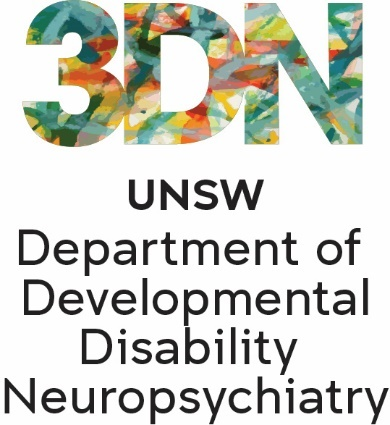 3DN
UNSW
Department of
Developmental
Disability
Neuropsychiatry